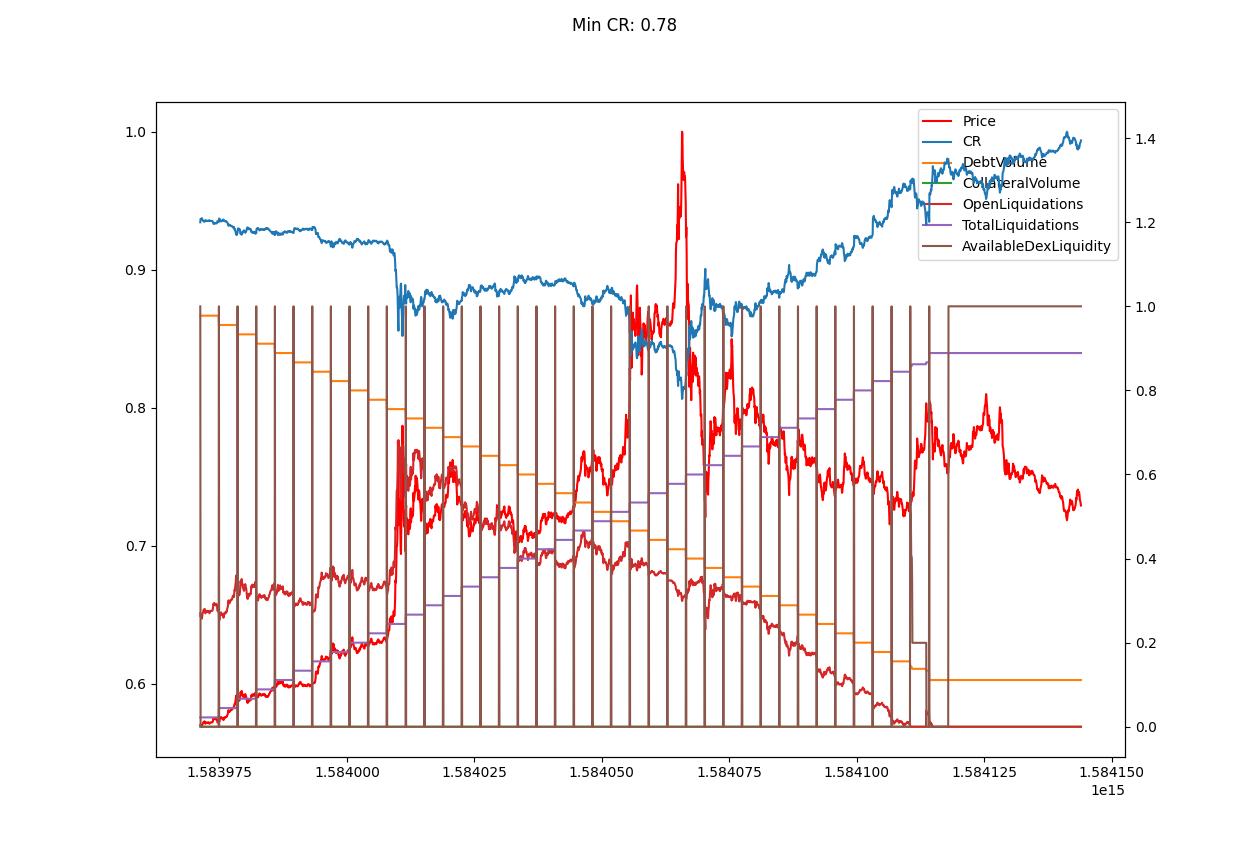 Min CR: 0.78
1.0
0.9
0.8
0.7
0.6
1.4
1.2
1.0
0.8
0.6
0.4
0.2
0.0
Price
CR
DebtVolume
CollateralVolume
OpenLiquidations
TotalLiquidations
AvailableDexLiquidity
1.583975 1.584000 1.584025 1.584050 1.584075 1.584100 1.584125 1.584150
1e15